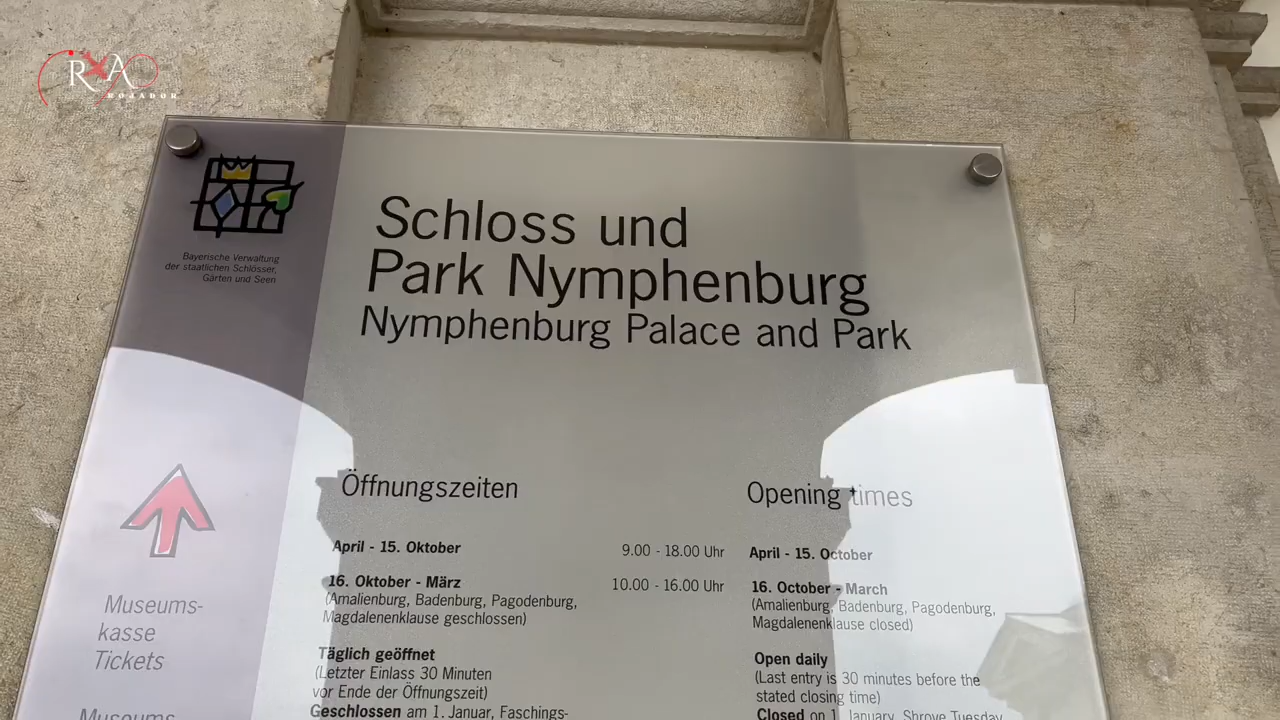 RXA
ROJADOR
Bayerische Verwaltung
der staatlichen Schlösser,
Gärten und Seen
Schloss und
Park Nymphenburg
Nymphenburg Palace and Park
Öffnungszeiten
April - 15. Oktober 9.00 - 18.00 Uhr
16. Oktober - März 10.00 - 16.00 Uhr
(Amalienburg, Badenburg, Pagodenburg,
Magdalenenklause geschlossen)
Täglich geöffnet
(Letzter Einlass 30 Minuten
vor Ende der Öffnungszeit)
Geschlossen am 1. Januar, Faschings-
Opening times
April - 15. October
16. October - March
(Amalienburg, Badenburg, Pagodenburg,
Magdalenenklause closed)
Open daily
(Last entry is 30 minutes before the
stated closing time)
Closed on 1. January, Shrove Tuesday
Museums-
kasse
Tickets
Museums